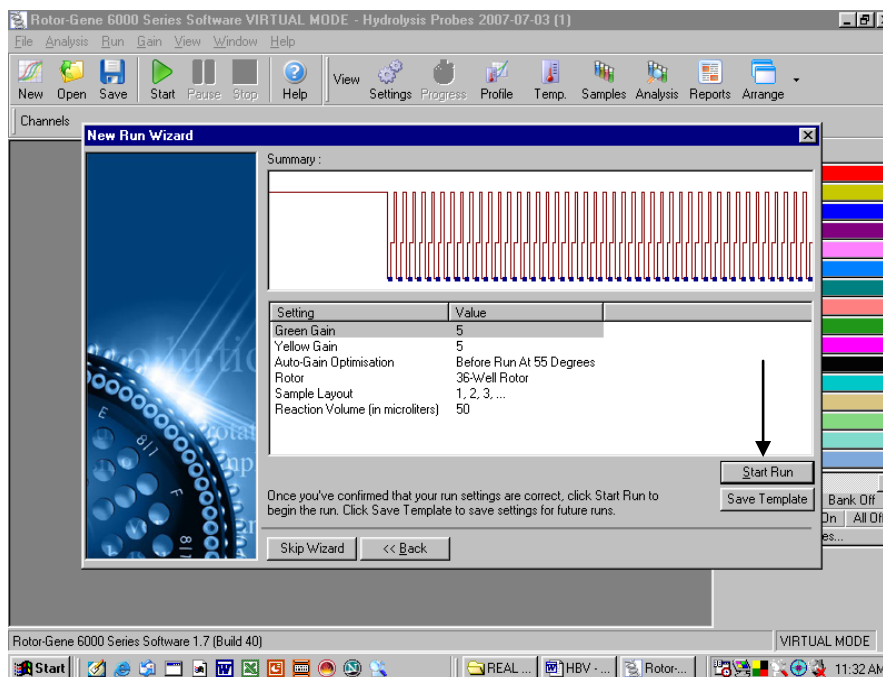 Rotor-Gene 6000 Series Software VIRTUAL MODE - Hydrolysis Probes 2007-07-03 (1)
File Analysis Run Gain View Window Help
New Open Save Start Pause Stop Help View Settings Progress Profile Temp. Samples Analysis Reports Arrange
Channels
New Run Wizard
Summary :
Setting Value
Green Gain 5
Yellow Gain 5
Auto-Gain Optimisation Before Run At 55 Degrees
Rotor 36-Well Rotor
Sample Layout 1, 2, 3, ...
Reaction Volume (in microliters) 50
Start Run
Once you've confirmed that your run settings are correct, click Start Run to
begin the run. Click Save Template to save settings for future runs.
Save Template
Bank Off
On All Off
es...
Skip Wizard << Back
Rotor-Gene 6000 Series Software 1.7 (Build 40) VIRTUAL MODE
Start REAL ... HBV - ... Rotor-... 11:32 AM